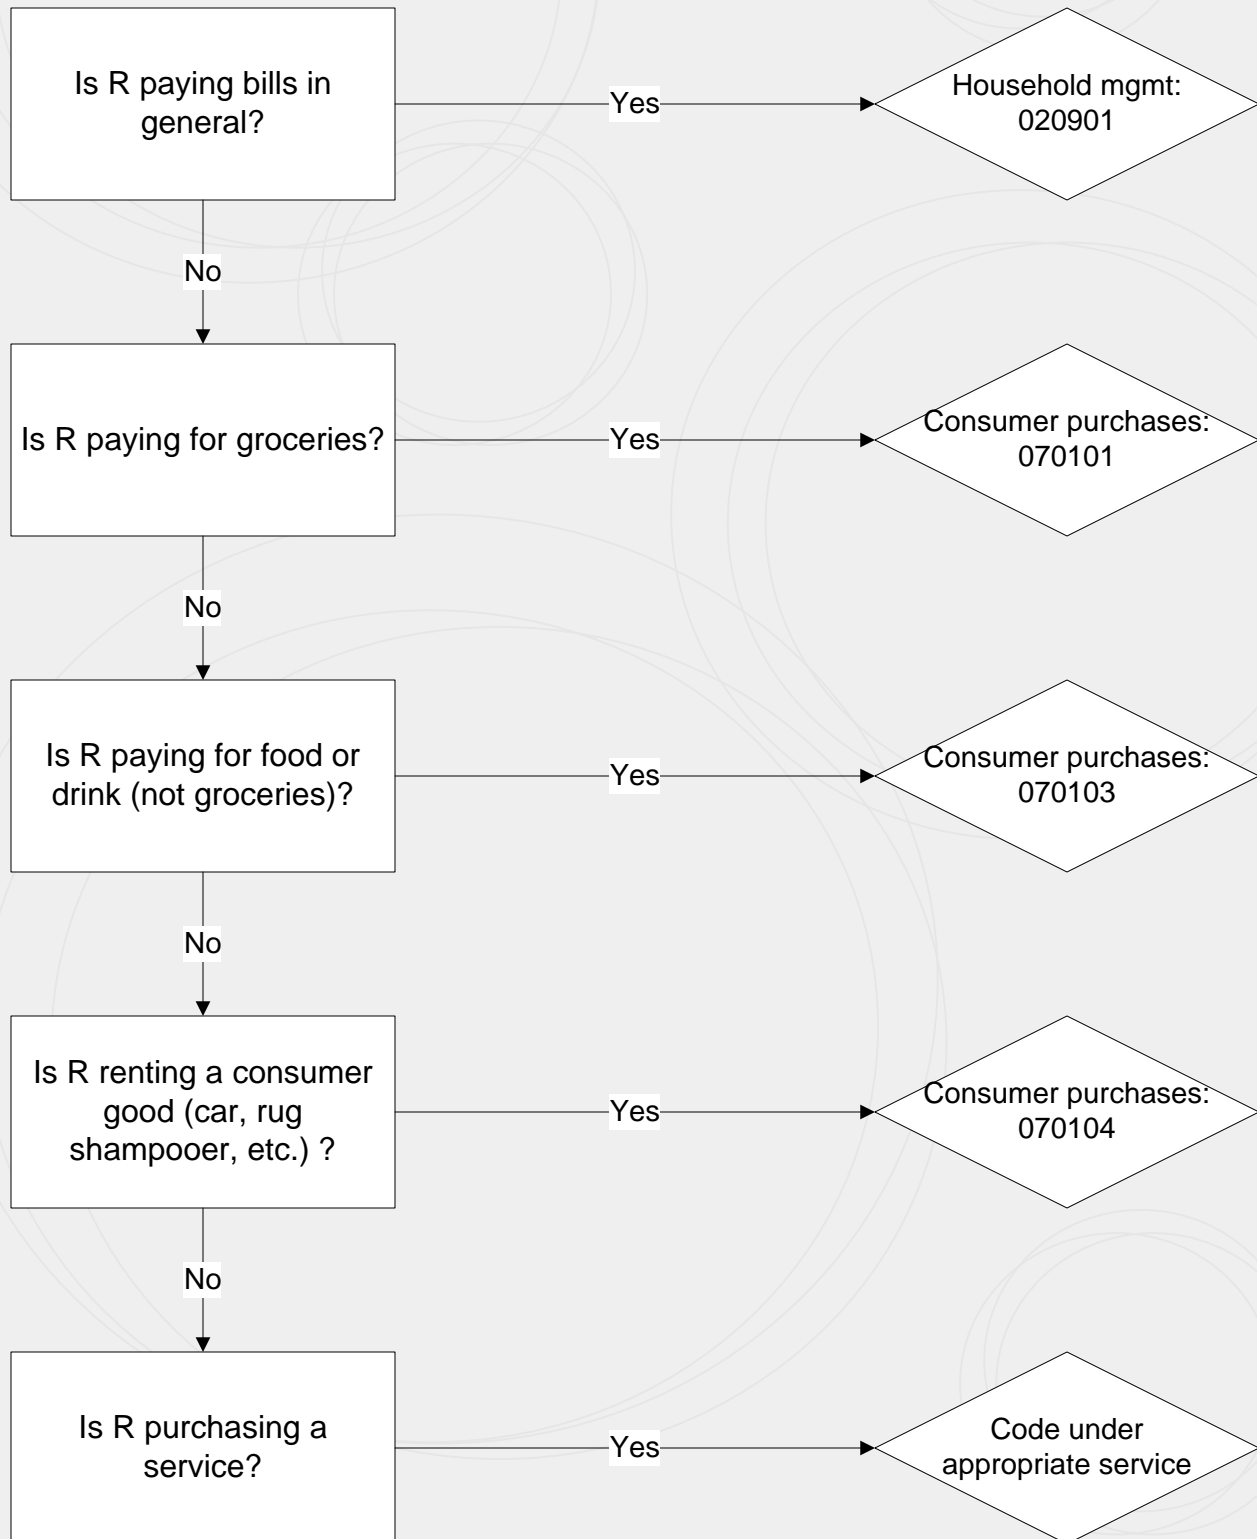 Is R paying bills in
general?
Yes
Household mgmt:
020901
No
Is R paying for groceries?
Yes
Consumer purchases:
070101
No
Is R paying for food or
drink (not groceries)?
Yes
Consumer purchases:
070103
No
Is R renting a consumer
good (car, rug
shampooer, etc.) ?
Yes
Consumer purchases:
070104
No
Is R purchasing a
service?
Yes
Code under
appropriate service